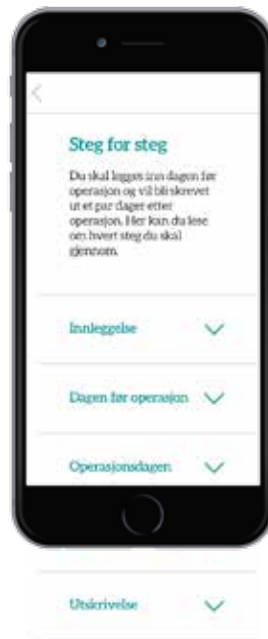 Steg for steg
Du skal legges inn dagen før
operasjon og vil bli skrevet
ut et par dager etter
operasjon. Her kan du lese
om hvert steg du skal
gjennom.
Innleggelse
Dagen før operasjon
Operasjonsdagen
Utskrivelse